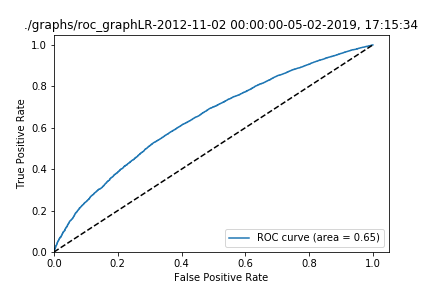 ./graphs/roc_graphLR-2012-11-02 00:00:00-05-02-2019, 17:15:34
1.0
0.8
0.6
0.4
0.2
0.0
True Positive Rate
ROC curve (area = 0.65)
0.0 0.2 0.4 0.6 0.8 1.0
False Positive Rate